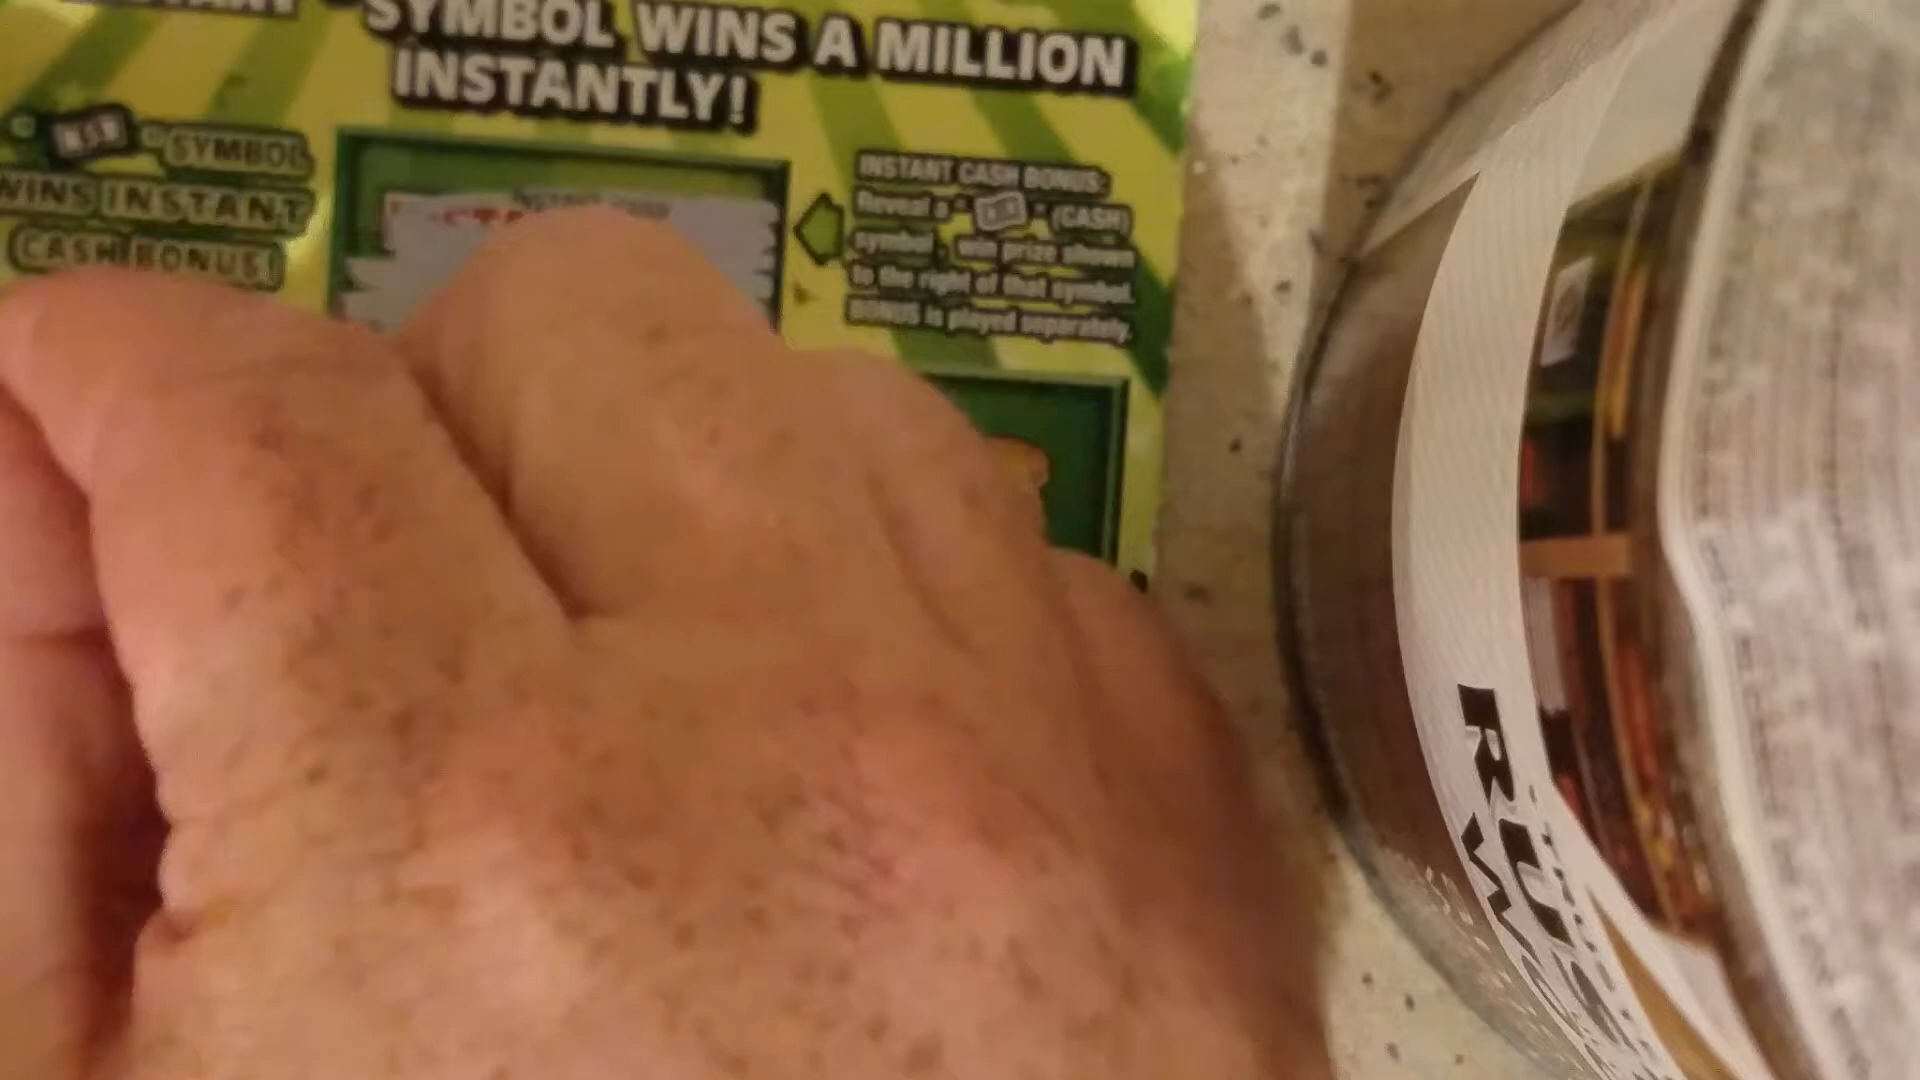 SYMBOL WINS A MILLION
INSTANTLY!
SYMBOL
WINS INSTANT
CASH BONUS!
INSTANT CASH BONUS:
Reveal a " " (CASH)
symbol, win prize shown
to the right of that symbol.
BONUS is played separately.